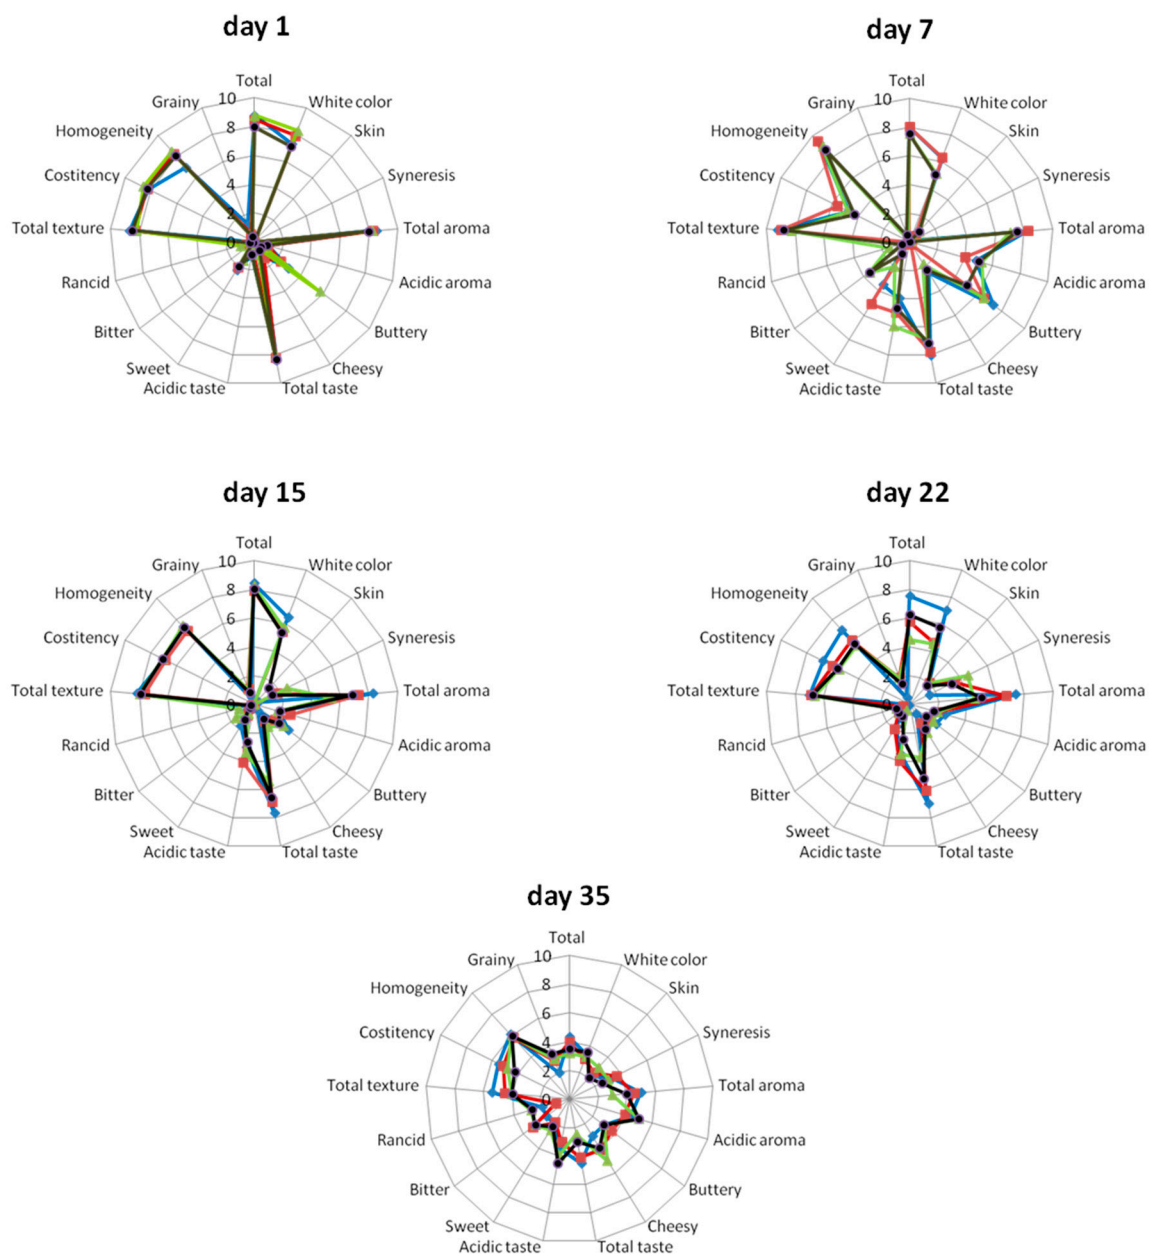 day 1
Total
White color
Skin
Syneresis
Total aroma
Acidic aroma
Buttery
Cheesy
Total taste
Acidic taste
Sweet
Bitter
Rancid
Total texture
Costitency
Homogeneity
Grainy
10
8
6
4
2
0
day 7
Total
White color
Skin
Syneresis
Total aroma
Acidic aroma
Buttery
Cheesy
Total taste
Acidic taste
Sweet
Bitter
Rancid
Total texture
Costitency
Homogeneity
Grainy
10
8
6
4
2
0
day 15
Total
White color
Skin
Syneresis
Total aroma
Acidic aroma
Buttery
Cheesy
Total taste
Acidic taste
Sweet
Bitter
Rancid
Total texture
Costitency
Homogeneity
Grainy
10
8
6
4
2
0
day 22
Total
White color
Skin
Syneresis
Total aroma
Acidic aroma
Buttery
Cheesy
Total taste
Acidic taste
Sweet
Bitter
Rancid
Total texture
Costitency
Homogeneity
Grainy
10
8
6
4
2
0
day 35
Total
White color
Skin
Syneresis
Total aroma
Acidic aroma
Buttery
Cheesy
Total taste
Acidic taste
Sweet
Bitter
Rancid
Total texture
Costitency
Homogeneity
Grainy
10
8
6
4
2
0